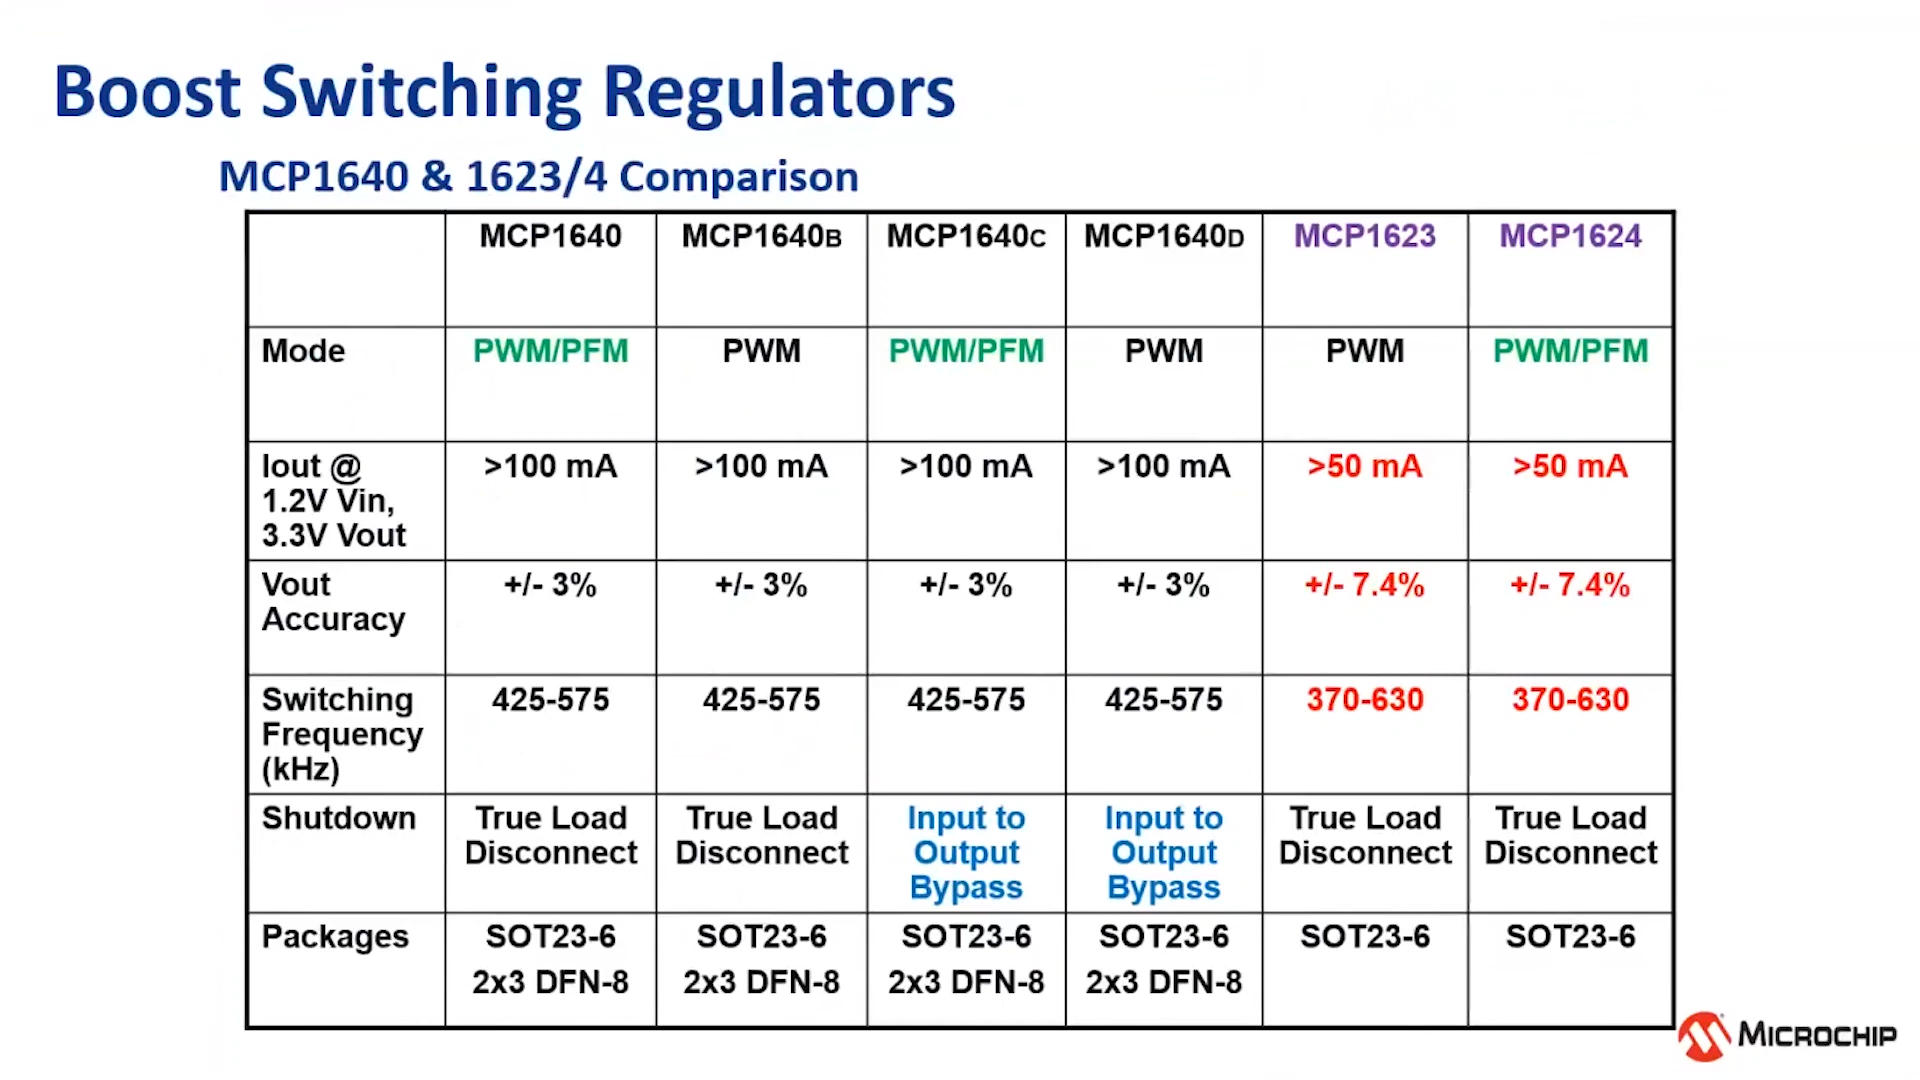 Boost Switching Regulators
MCP1640 & 1623/4 Comparison
MCP1640 MCP1640B MCP1640C MCP1640D MCP1623 MCP1624
Mode PWM/PFM PWM PWM/PFM PWM PWM PWM/PFM
Iout @ >100 mA >100 mA >100 mA >100 mA >50 mA >50 mA
1.2V Vin,
3.3V Vout
Vout +/- 3% +/- 3% +/- 3% +/- 3% +/- 7.4% +/- 7.4%
Accuracy
Switching 425-575 425-575 425-575 425-575 370-630 370-630
Frequency
(kHz)
Shutdown True Load True Load Input to Input to True Load True Load
Disconnect Disconnect Output Output Disconnect Disconnect
Bypass Bypass
Packages SOT23-6 SOT23-6 SOT23-6 SOT23-6 SOT23-6 SOT23-6
2x3 DFN-8 2x3 DFN-8 2x3 DFN-8 2x3 DFN-8
MICROCHIP